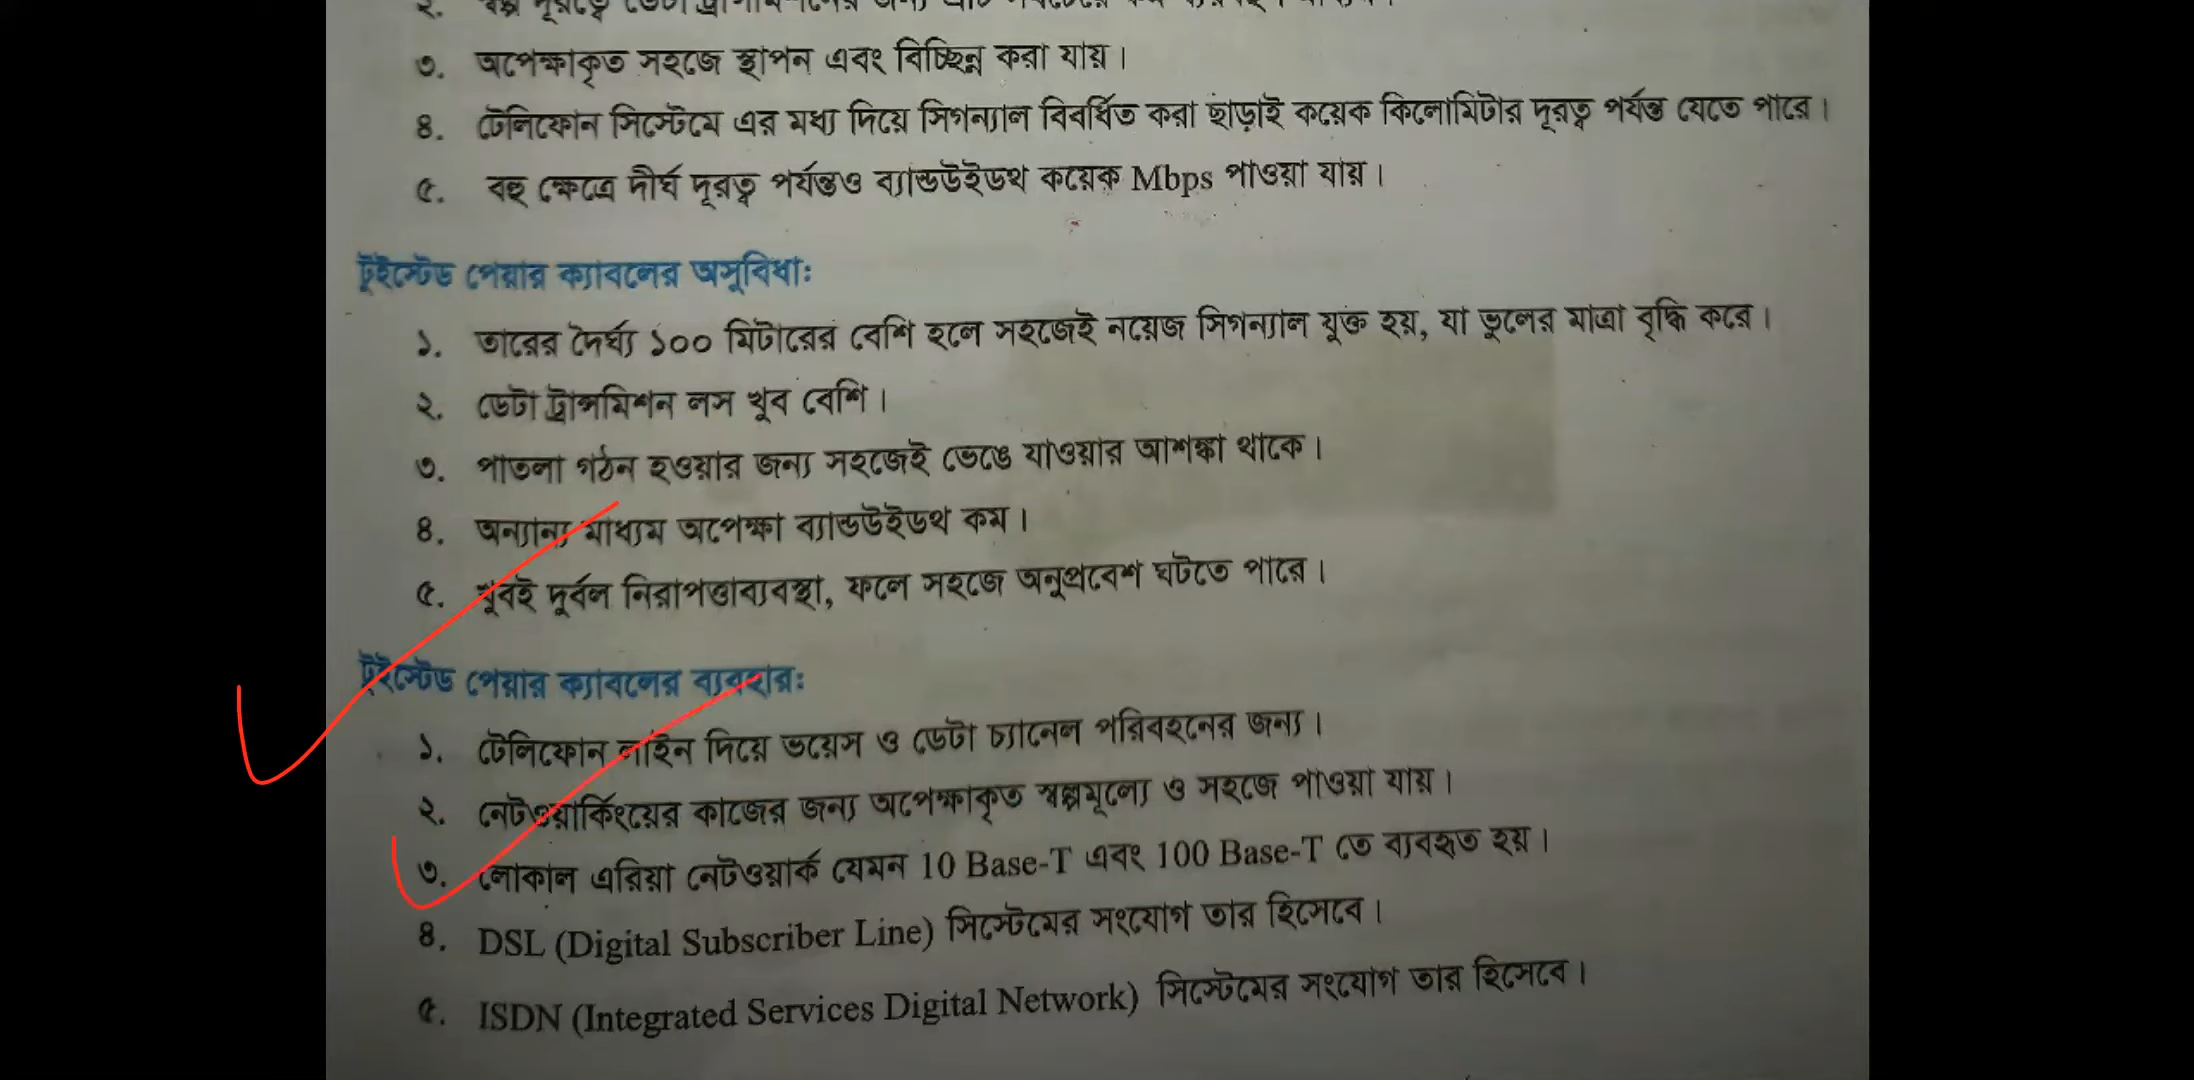 ৩. অপেক্ষাকৃত সহজে স্থাপন এবং বিচ্ছিন্ন করা যায়।
৪. টেলিফোন সিস্টেমে এর মধ্য দিয়ে সিগন্যাল বিবর্ধিত করা ছাড়াই কয়েক কিলোমিটার দূরত্ব পর্যন্ত যেতে পারে।
৫. বহু ক্ষেত্রে দীর্ঘ দূরত্ব পর্যন্তও ব্যান্ডউইডথ কয়েক Mbps পাওয়া যায়।
টুইস্টেড পেয়ার ক্যাবলের অসুবিধা:
১. তারের দৈর্ঘ্য ১০০ মিটারের বেশি হলে সহজেই নয়েজ সিগন্যাল যুক্ত হয়, যা ভুলের মাত্রা বৃদ্ধি করে।
২. ডেটা ট্রান্সমিশন লস খুব বেশি।
৩. পাতলা গঠন হওয়ার জন্য সহজেই ভেঙে যাওয়ার আশঙ্কা থাকে।
৪. অন্যান্য মাধ্যম অপেক্ষা ব্যান্ডউইডথ কম।
৫. খুবই দুর্বল নিরাপত্তাব্যবস্থা, ফলে সহজে অনুপ্রবেশ ঘটতে পারে।
টুইস্টেড পেয়ার ক্যাবলের ব্যবহার:
১. টেলিফোন লাইন দিয়ে ভয়েস ও ডেটা চ্যানেল পরিবহনের জন্য।
২. নেটওয়ার্কিংয়ের কাজের জন্য অপেক্ষাকৃত স্বল্পমূল্যে ও সহজে পাওয়া যায়।
৩. লোকাল এরিয়া নেটওয়ার্ক যেমন 10 Base-T এবং 100 Base-T তে ব্যবহৃত হয়।
৪. DSL (Digital Subscriber Line) সিস্টেমের সংযোগ তার হিসেবে।
৫. ISDN (Integrated Services Digital Network) সিস্টেমের সংযোগ তার হিসেবে।